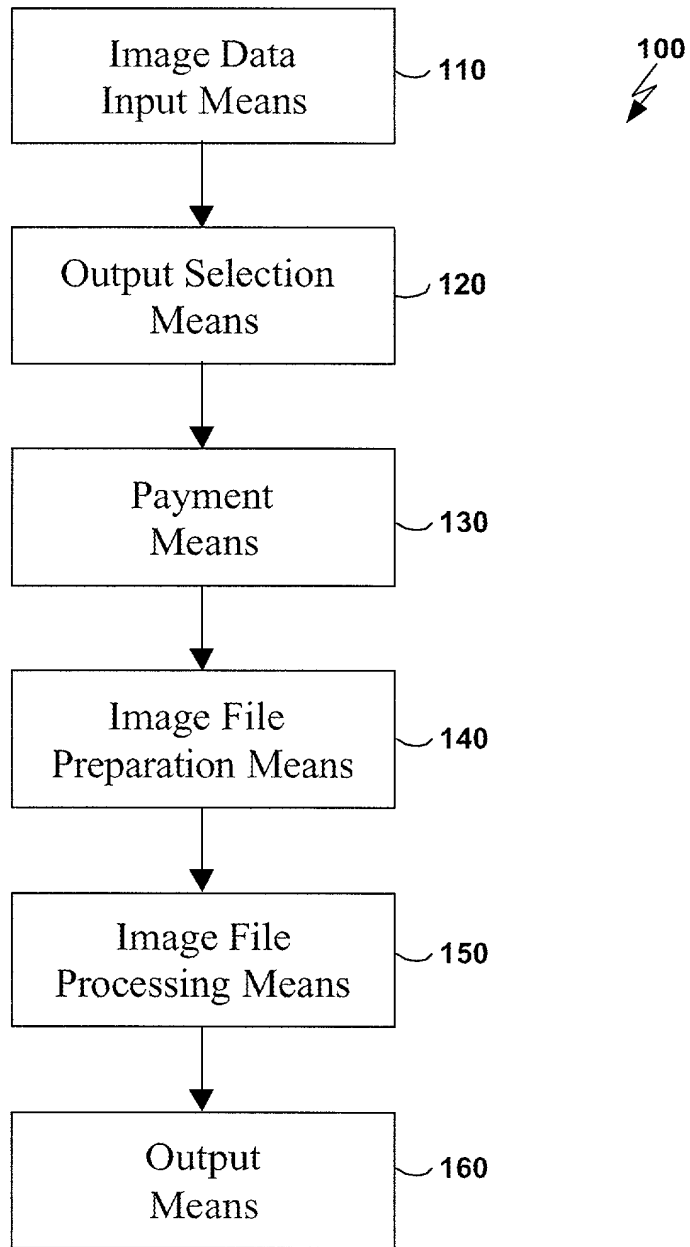 Image Data
Input Means
110
100
Output Selection
Means
120
Payment
Means
130
Image File
Preparation Means
140
Image File
Processing Means
150
Output
Means
160